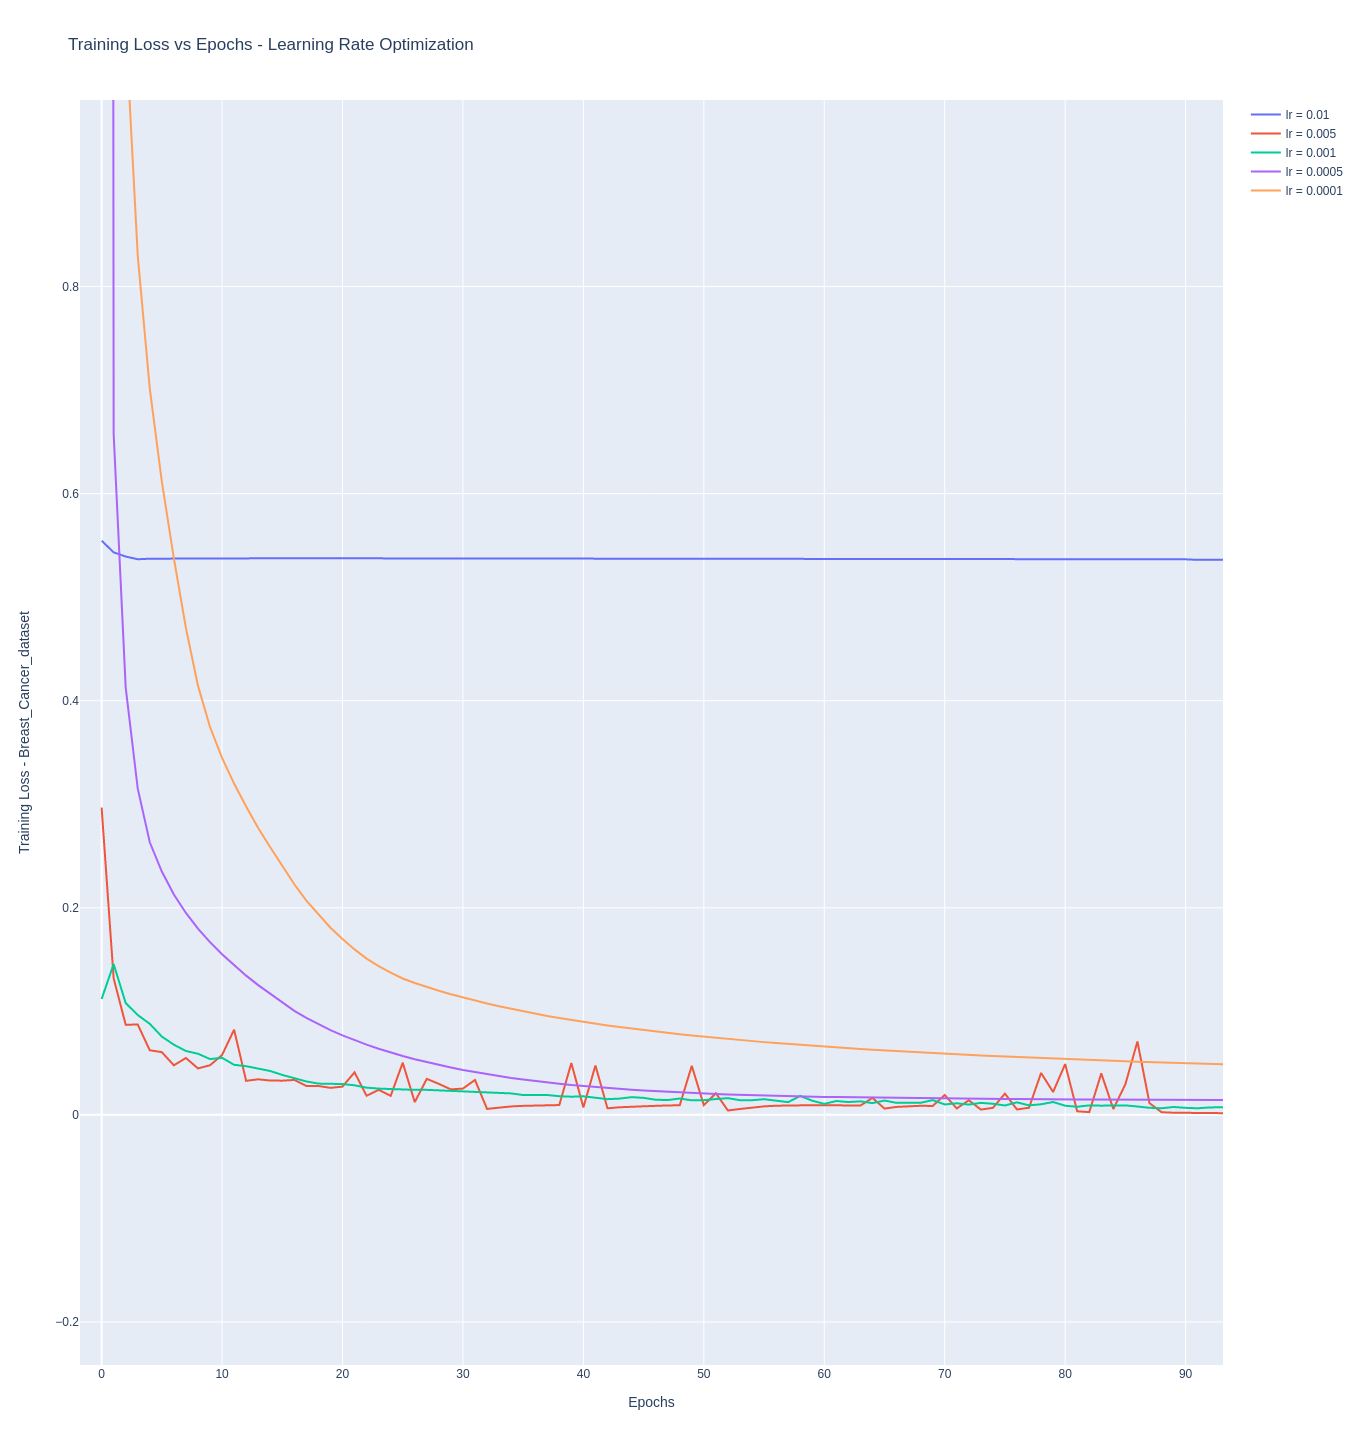 Training Loss vs Epochs - Learning Rate Optimization
lr = 0.01
lr = 0.005
lr = 0.001
lr = 0.0005
lr = 0.0001
Training Loss - Breast_Cancer_dataset
0.8
0.6
0.4
0.2
0
−0.2
0 10 20 30 40 50 60 70 80 90
Epochs